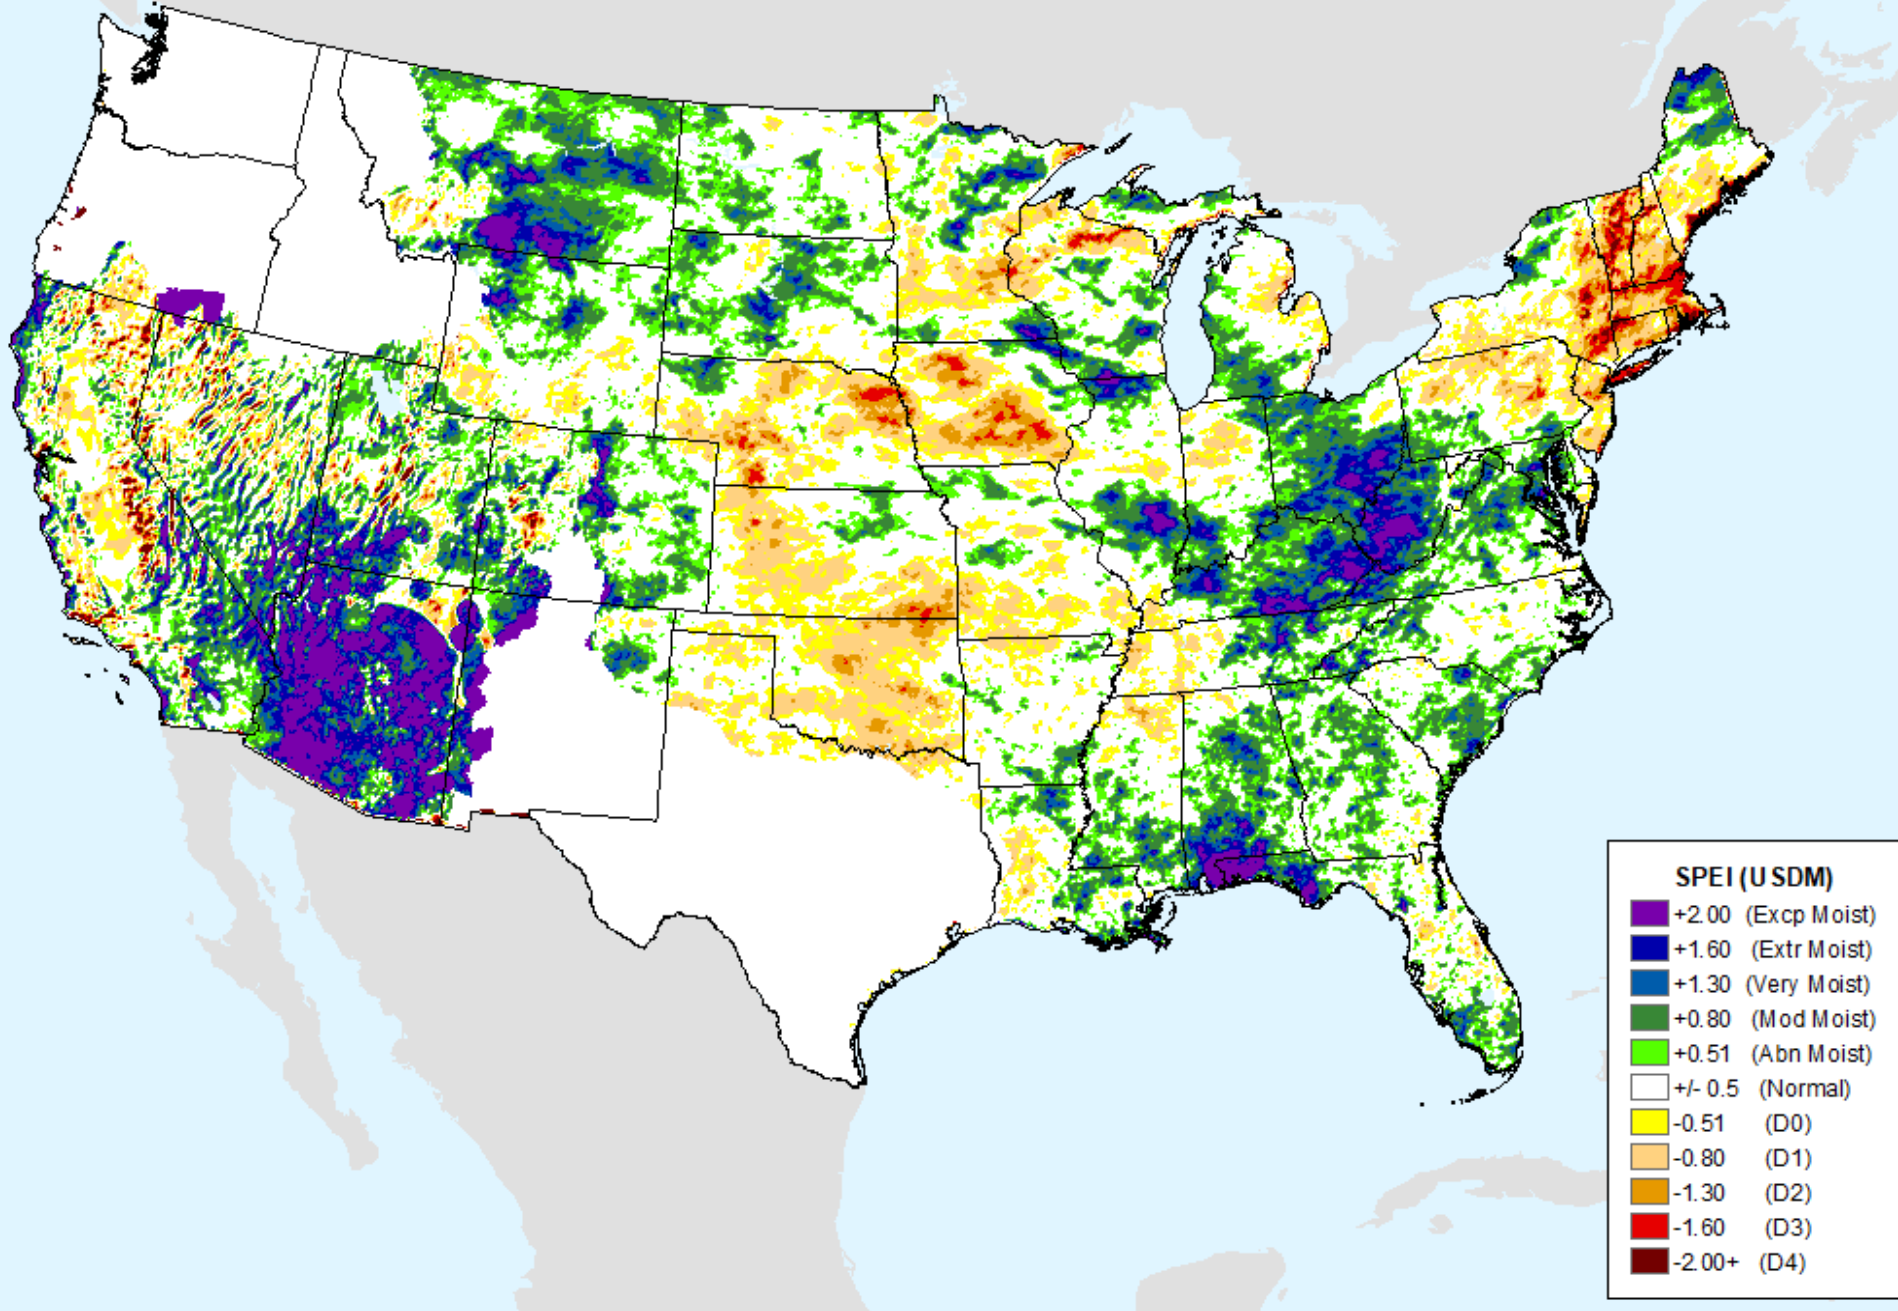 SPEI (USDM)
+2.00 (Excp Moist)
+1.60 (Extr Moist)
+1.30 (Very Moist)
+0.80 (Mod Moist)
+0.51 (Abn Moist)
+/- 0.5 (Normal)
-0.51 (D0)
-0.80 (D1)
-1.30 (D2)
-1.60 (D3)
-2.00+ (D4)